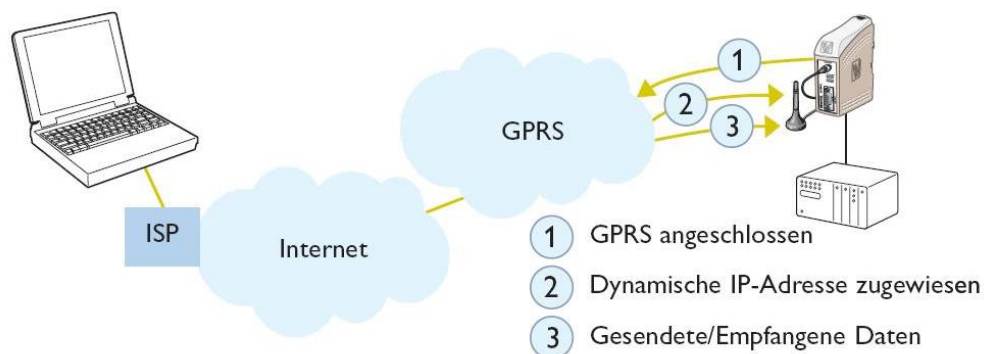 1
2
GPRS
3
ISP
Internet
1 GPRS angeschlossen
2 Dynamische IP-Adresse zugewiesen
3 Gesendete/Empfangene Daten